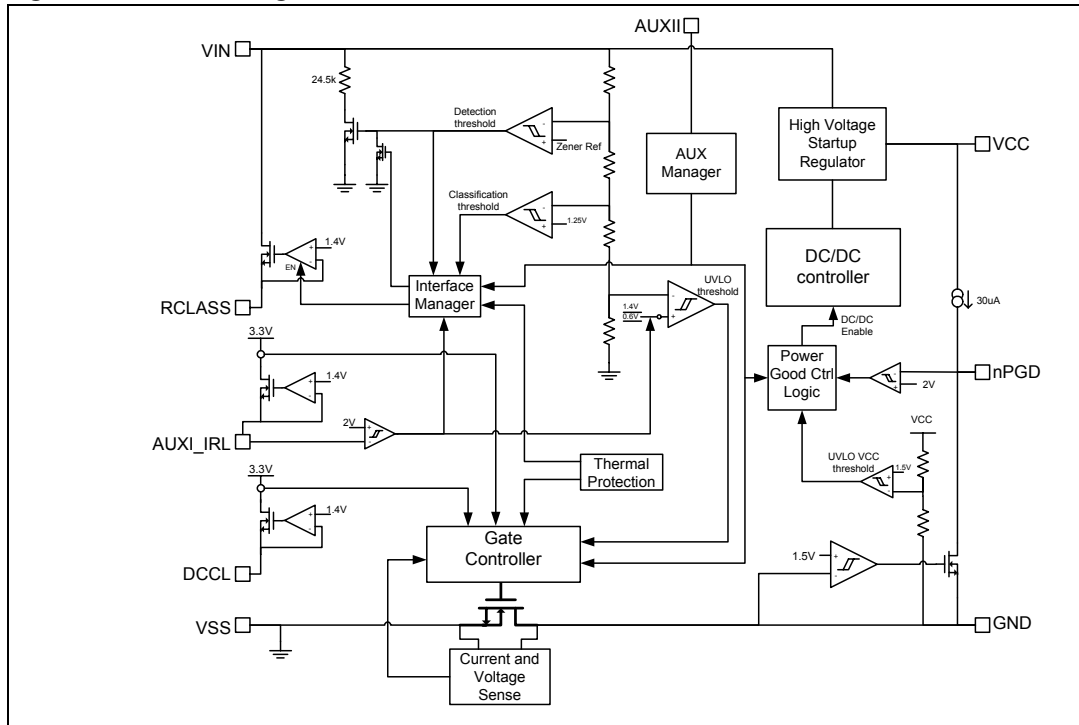 AUXII
VIN
24.5k
Detection
threshold
Zener Ref
High Voltage
Startup
Regulator
VCC
AUX
Manager
Classification
threshold
1.25V
1.4V
EN
Interface
Manager
UVLO
threshold
1.4V
0.6V
DC/DC
controller
30uA
RCLASS
DC/DC
Enable
3.3V
1.4V
Power
Good Ctrl
Logic
2V
nPGD
AUXI_IRL
2V
VCC
UVLO VCC
threshold
1.5V
Thermal
Protection
3.3V
1.4V
Gate
Controller
1.5V
DCCL
VSS
GND
Current and
Voltage
Sense